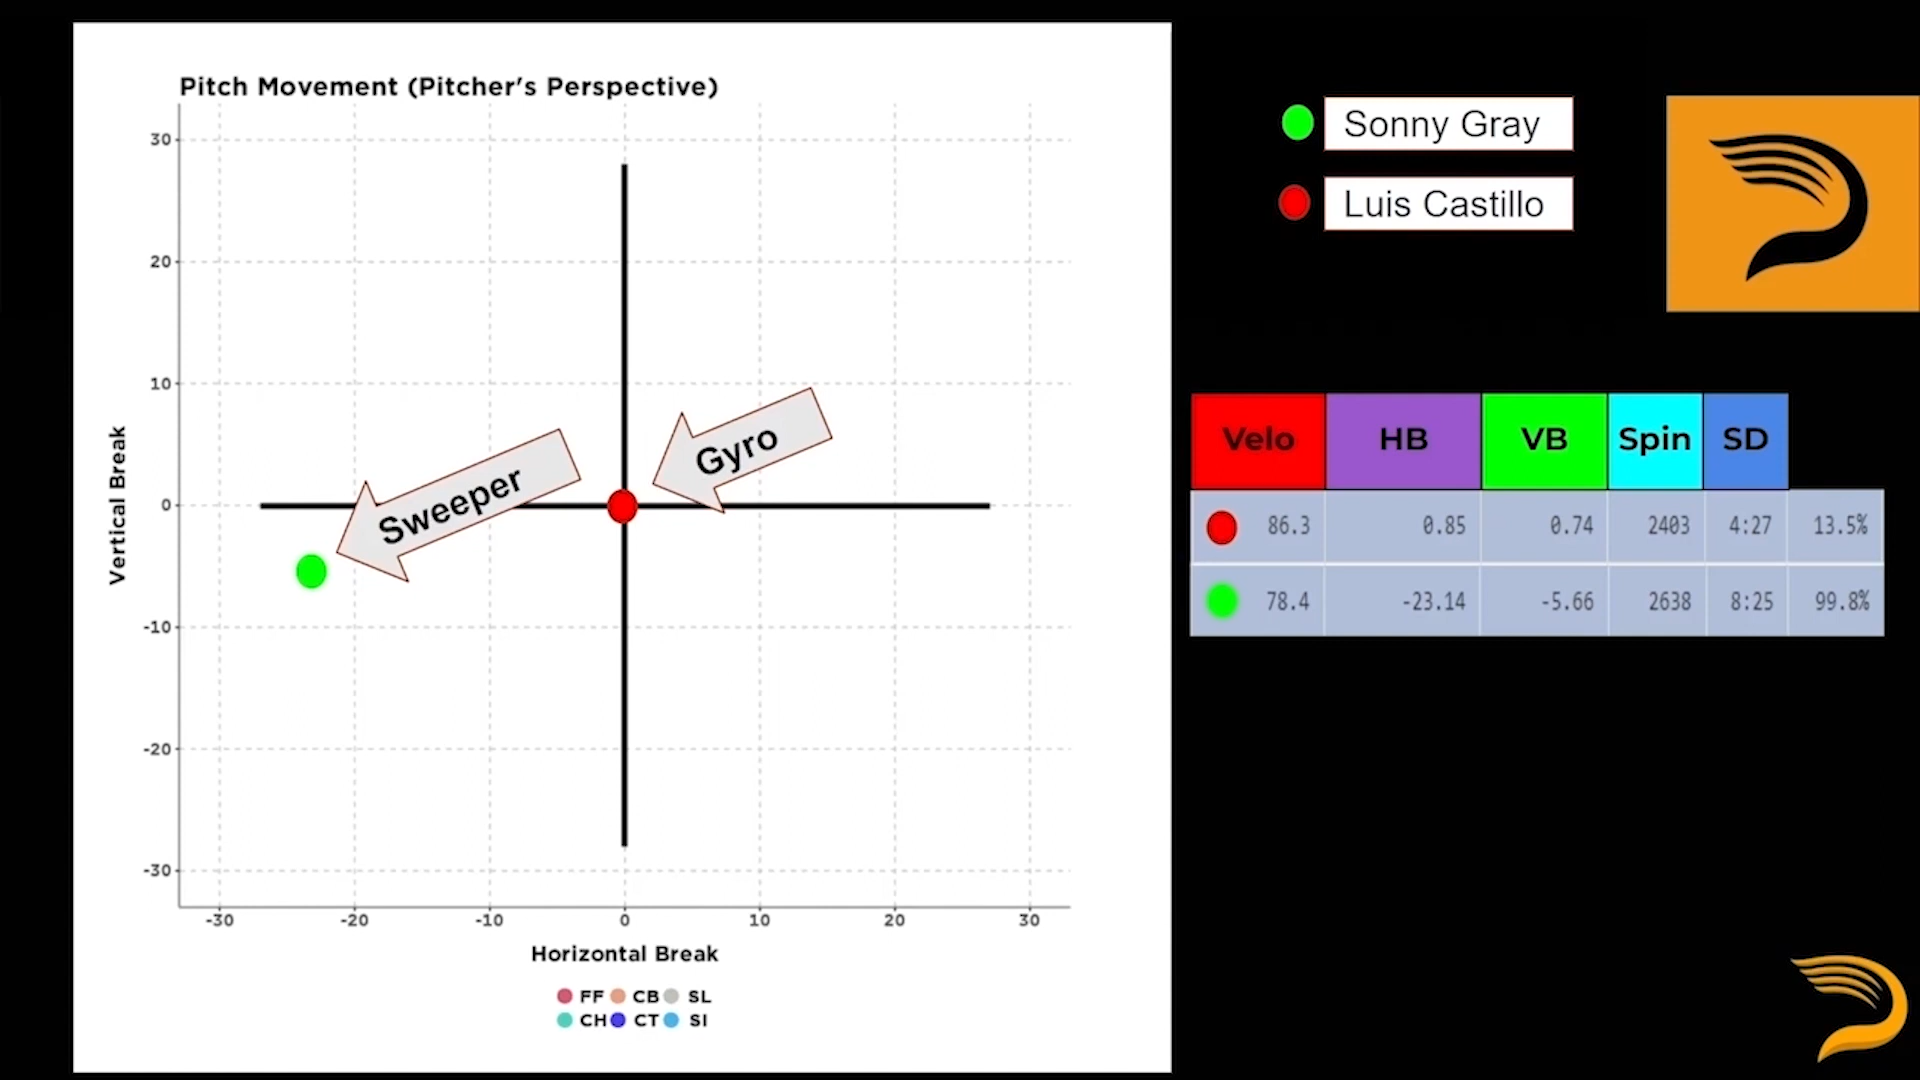 Pitch Movement (Pitcher's Perspective)
30
20
10
0
-10
-20
-30
Vertical Break
Sweeper
Gyro
-30 -20 -10 0 10 20 30
Horizontal Break
FF CB SL
CH CT SI
Sonny Gray
Luis Castillo
Velo HB VB Spin SD
86.3 0.85 0.74 2403 4:27 13.5%
78.4 -23.14 -5.66 2638 8:25 99.8%